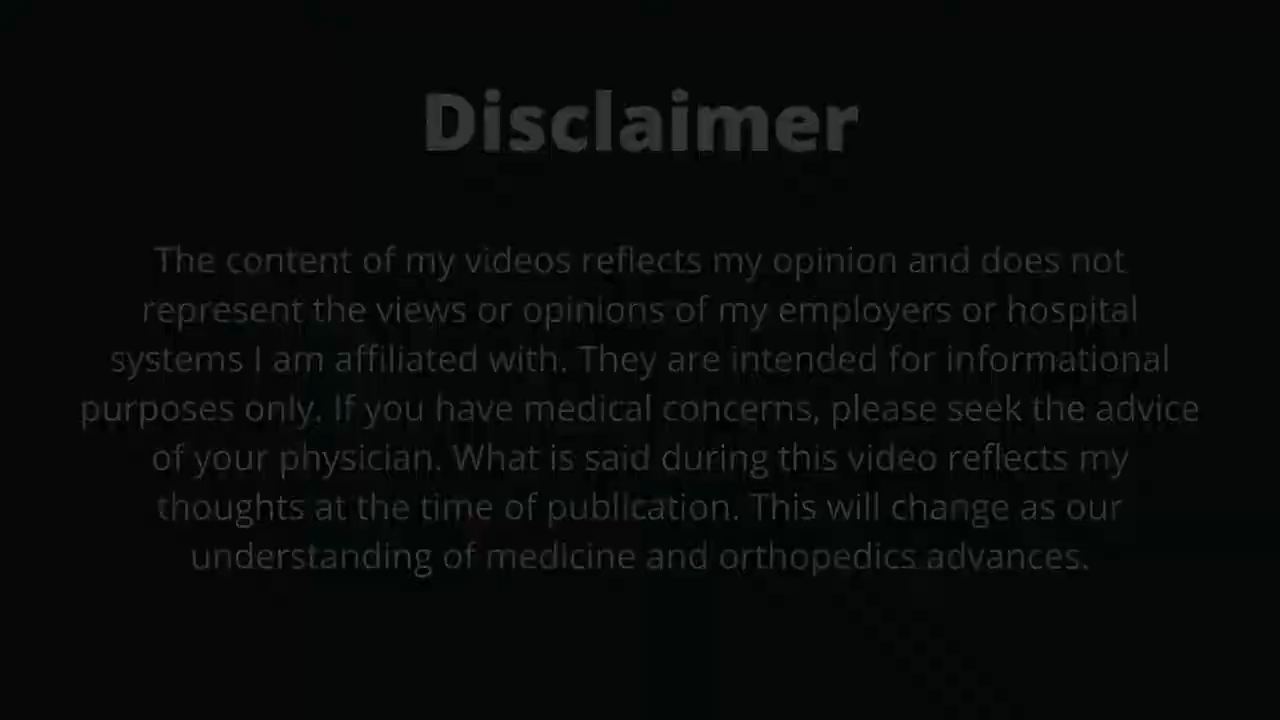 Disclaimer
The content of my videos reflects my opinion and does not
represent the views or opinions of my employers or hospital
systems I am affiliated with. They are intended for informational
purposes only. If you have medical concerns, please seek the advice
of your physician. What is said during this video reflects my
thoughts at the time of publication. This will change as our
understanding of medicine and orthopedics advances.